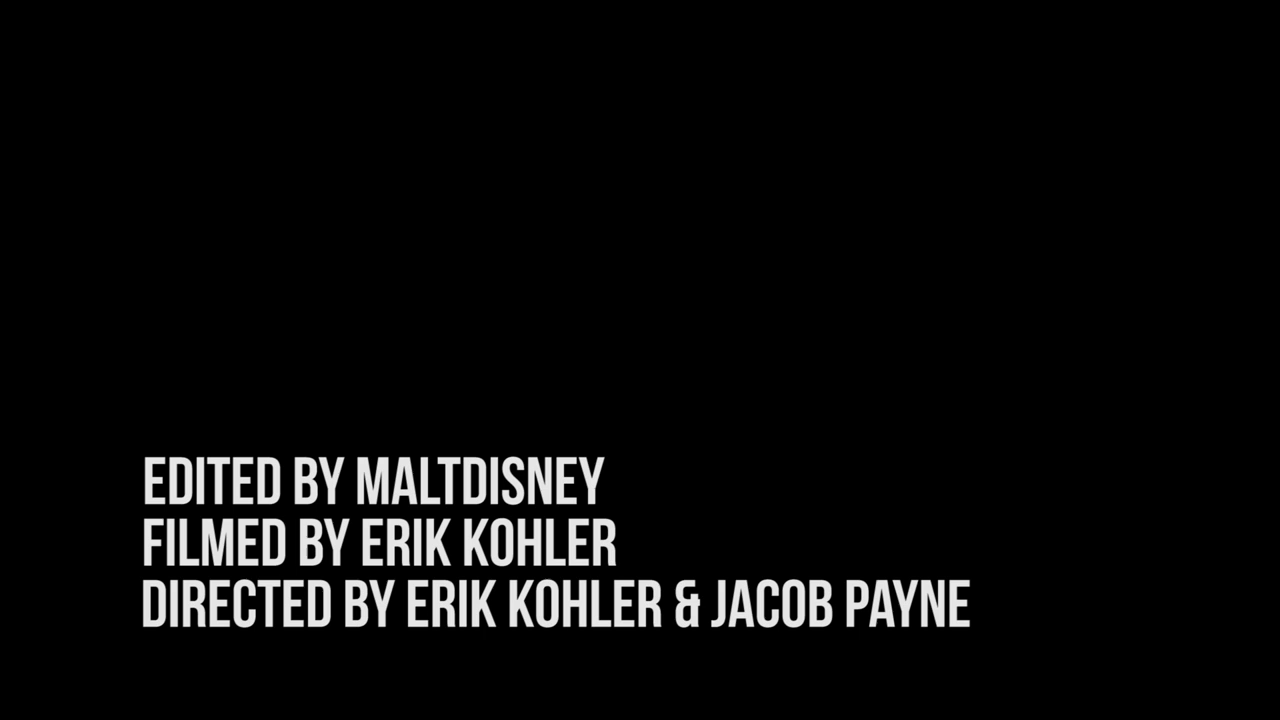 EDITED BY MALTDISNEY
FILMED BY ERIK KOHLER
DIRECTED BY ERIK KOHLER & JACOB PAYNE